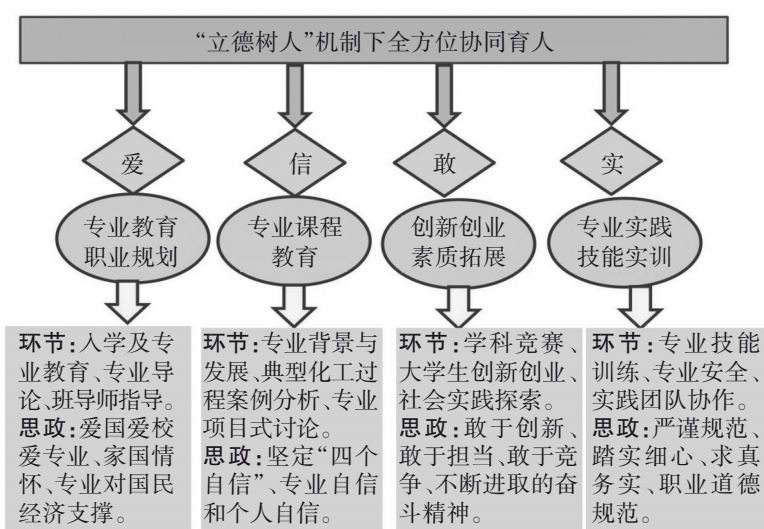 “立德树人”机制下全方位协同育人
爱
信
敢
实
专业教育
职业规划
专业课程
教育
创新创业
素质拓展
专业实践
技能实训
环节:入学及专
业教育、专业导
论、班导师指导。
思政:爱国爱校
爱专业、家国情
怀、专业对国民
经济支撑。
环节:专业背景与
发展、典型化工过
程案例分析、专业
项目式讨论。
思政:坚定“四个
自信”、专业自信
和个人自信。
环节:学科竞赛、
大学生创新创业、
社会实践探索。
思政:敢于创新、
敢于担当、敢于竞
争、不断进取的奋
斗精神。
环节:专业技能
训练、专业安全、
实践团队协作。
思政:严谨规范、
踏实细心、求真
务实、职业道德
规范。